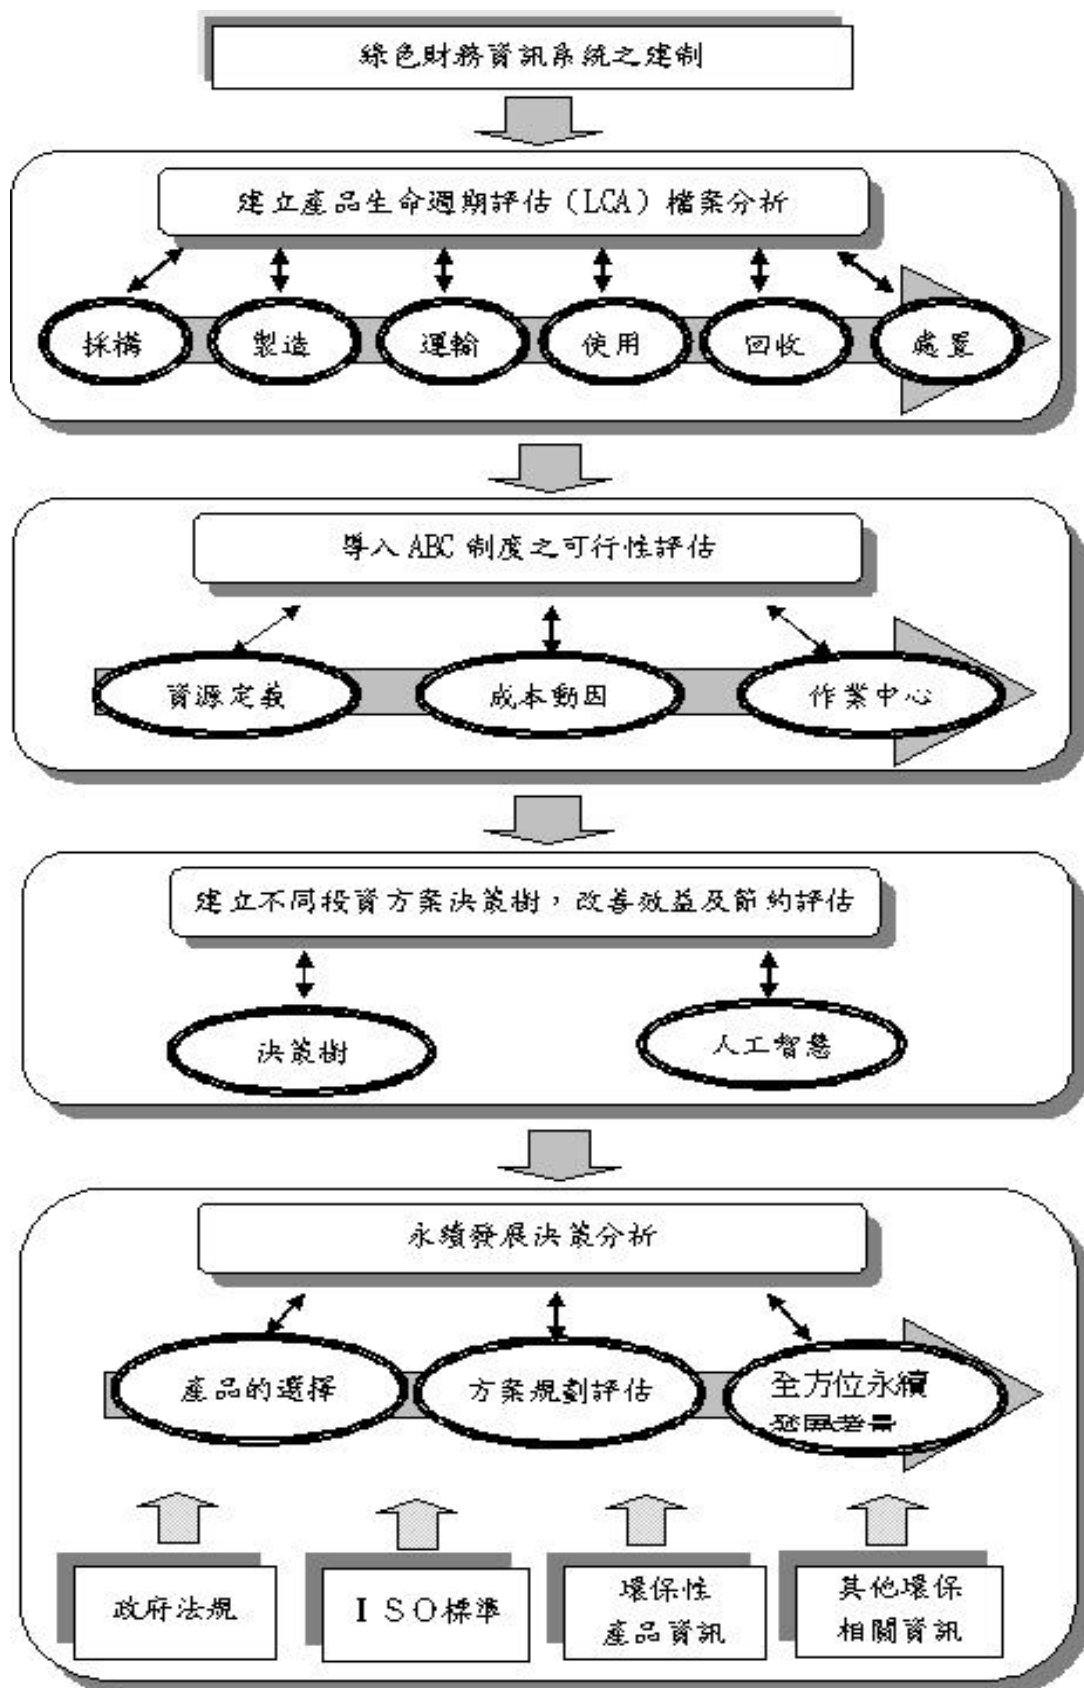 綠色財務資訊系統之建制
建立產品生命週期評估（LCA）檔案分析
採構
製造
運輸
使用
回收
處置
導入 ABC 制度之可行性評估
資源定義
成本動因
作業中心
建立不同投資方案決策樹，改善效益及節約評估
決策樹
人工智慧
永續發展決策分析
產品的選擇
方案規劃評估
全方位永續
政府法規
ＩＳＯ標準
環保性
產品資訊
其他環保
相關資訊